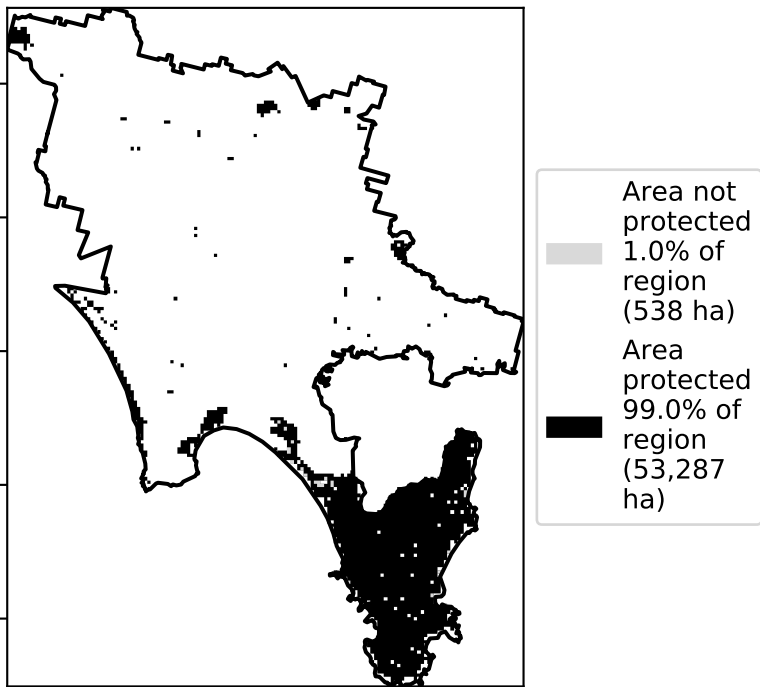 Area not
protected
1.0% of
region
(538 ha)
Area
protected
99.0% of
region
(53,287
ha)